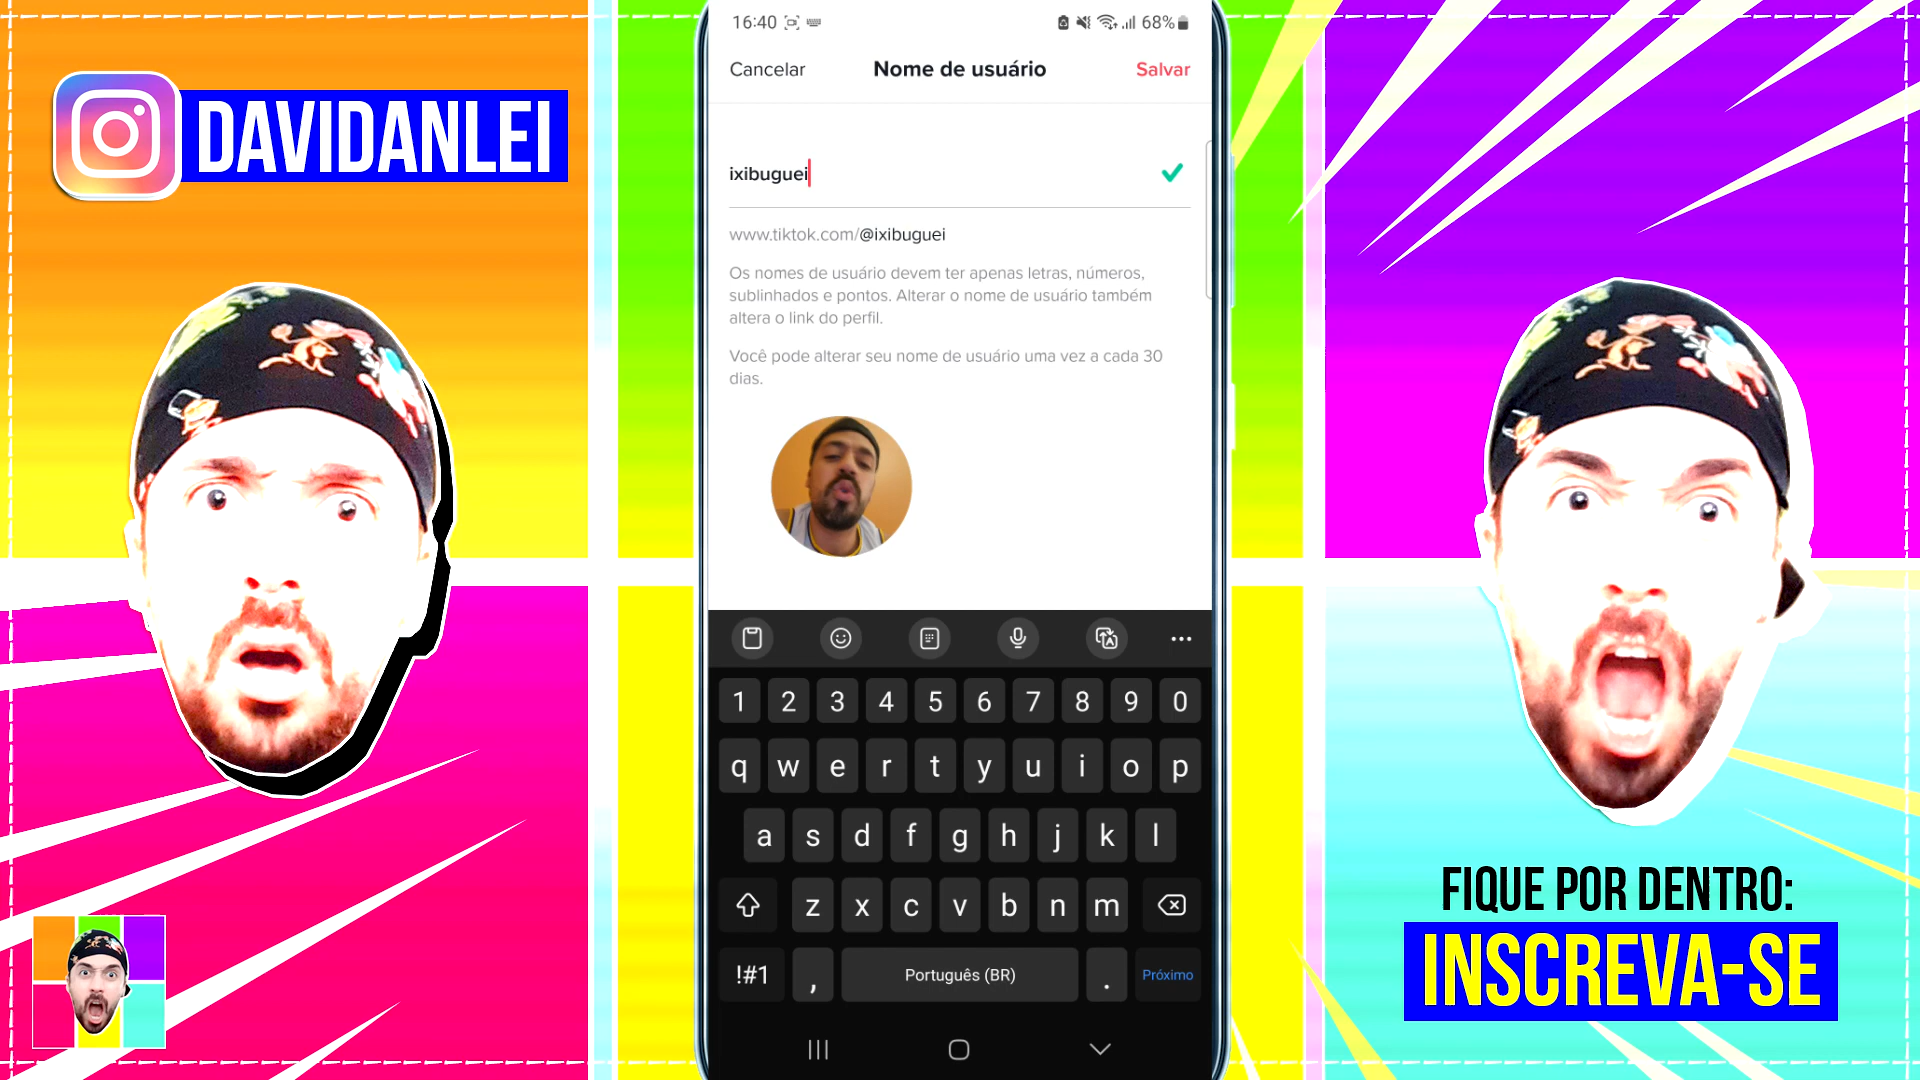 DAVIDANLEI
16:40
68%
Cancelar
Nome de usuário
Salvar
ixibuguei
www.tiktok.com/@ixibuguei
Os nomes de usuário devem ter apenas letras, números,
sublinhados e pontos. Alterar o nome de usuário também
altera o link do perfil.
Você pode alterar seu nome de usuário uma vez a cada 30
dias.
1 2 3 4 5 6 7 8 9 0
q w e r t y u i o p
a s d f g h j k l
z x c v b n m
!#1 , Português (BR) . Próximo
FIQUE POR DENTRO:
INSCREVA-SE